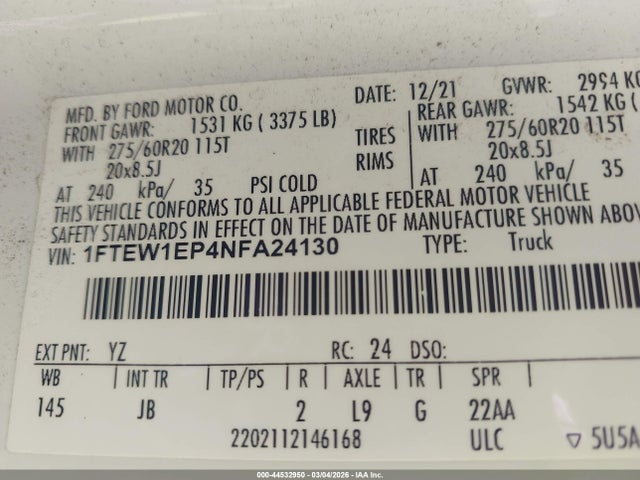 MFD. BY FORD MOTOR CO. DATE: 12/21 GVWR: 2994 KG
FRONT GAWR: 1531 KG ( 3375 LB) REAR GAWR: 1542 KG (
WITH 275/60R20 115T TIRES WITH 275/60R20 115T
20x8.5J RIMS 20x8.5J
AT 240 kPa/ 35 PSI COLD AT 240 kPa/ 35
THIS VEHICLE CONFORMS TO ALL APPLICABLE FEDERAL MOTOR VEHICLE
SAFETY STANDARDS IN EFFECT ON THE DATE OF MANUFACTURE SHOWN ABOVE
VIN: 1FTEW1EP4NFA24130 TYPE: Truck
EXT PNT: YZ RC: 24 DSO:
WB | INT TR | TP/PS | R | AXLE | TR | SPR
145 JB 2 L9 G 22AA
2202112146168 ULC ▽ 5U5A
000-44532950 — 03/04/2026 — IAAI.com